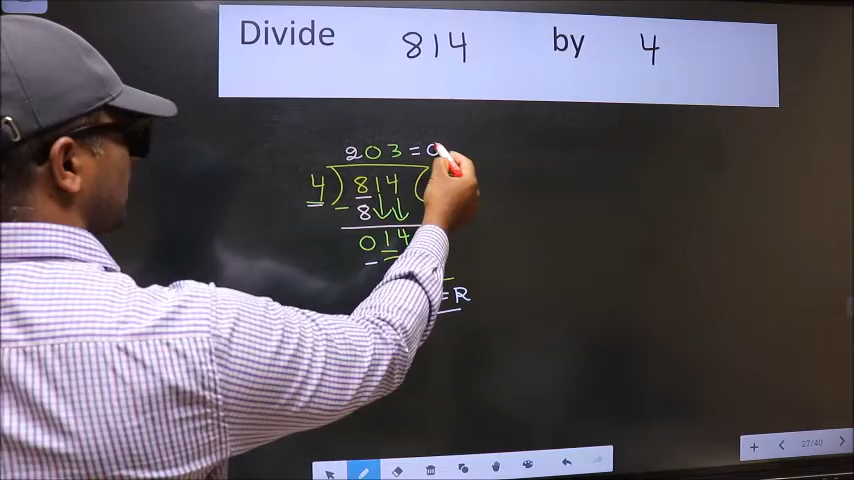 Divide 814 by 4
203 =
4 ) 814 (
- 8
014
-
= R
27/40